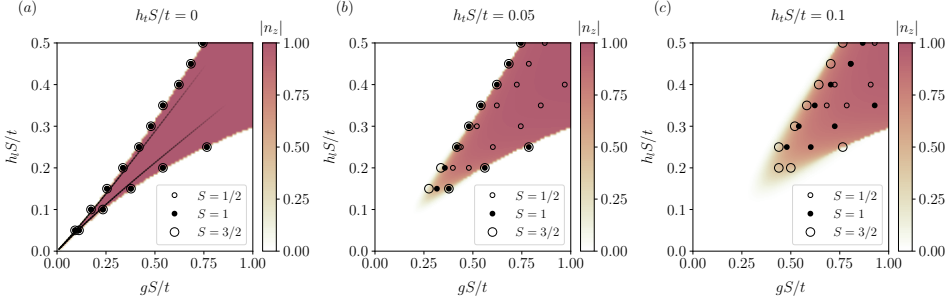 (a)
h_tS/t = 0
|n_z|
0.5
0.4
0.3
0.2
0.1
0.0
h_lS/t
0.00
0.25
0.50
0.75
1.00
gS/t
S = 1/2
S = 1
S = 3/2
1.00
0.75
0.50
0.25
0.00
(b)
h_tS/t = 0.05
|n_z|
0.5
0.4
0.3
0.2
0.1
0.0
h_lS/t
0.00
0.25
0.50
0.75
1.00
gS/t
S = 1/2
S = 1
S = 3/2
1.00
0.75
0.50
0.25
0.00
(c)
h_tS/t = 0.1
|n_z|
0.5
0.4
0.3
0.2
0.1
0.0
h_lS/t
0.00
0.25
0.50
0.75
1.00
gS/t
S = 1/2
S = 1
S = 3/2
1.00
0.75
0.50
0.25
0.00